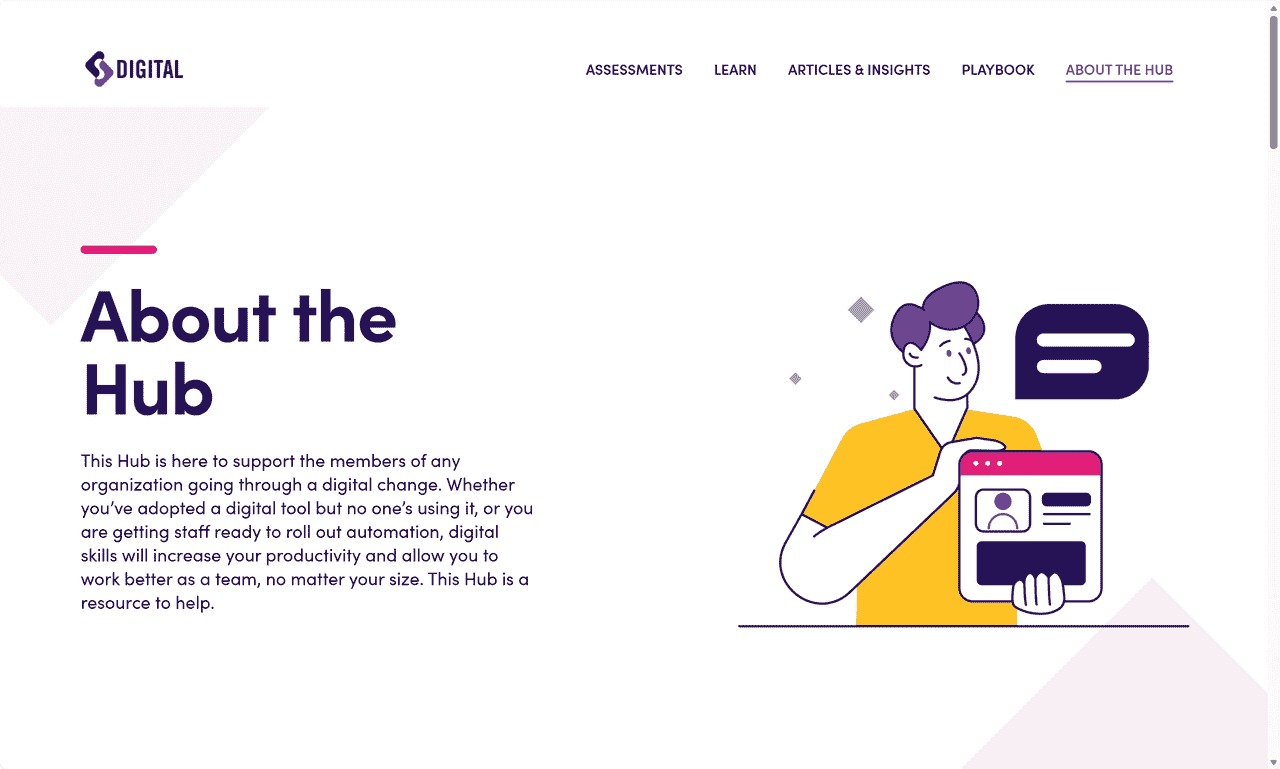 DIGITAL
ASSESSMENTS
LEARN
ARTICLES & INSIGHTS
PLAYBOOK
ABOUT THE HUB
About the
Hub
This Hub is here to support the members of any
organization going through a digital change. Whether
you’ve adopted a digital tool but no one’s using it, or you
are getting staff ready to roll out automation, digital
skills will increase your productivity and allow you to
work better as a team, no matter your size. This Hub is a
resource to help.